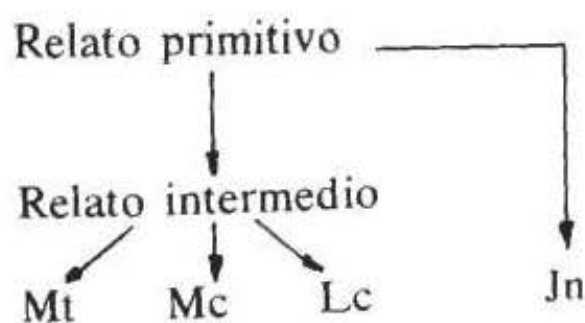 Relato primitivo
Relato intermedio
Mt Mc Lc Jn